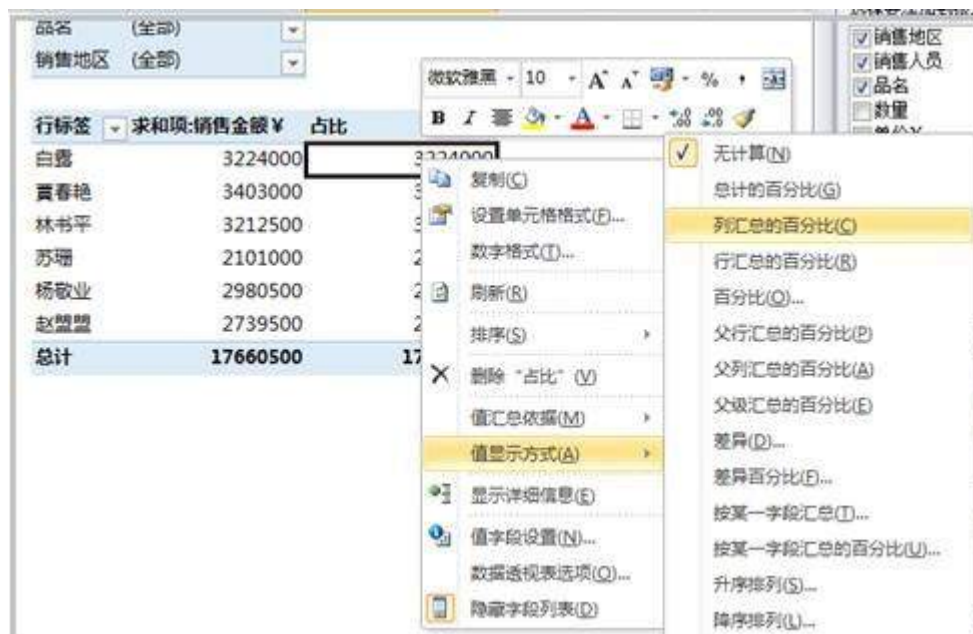 品名 (全部)
销售地区 (全部)
行标签 求和项:销售金额¥ 占比
白露 3224000 3224000
賈春艳 3403000
林书平 3212500
苏珊 2101000
杨敬业 2980500
赵盟盟 2739500
总计 17660500 17
微软雅黑 10 A A % ,
B I A
复制(C)
设置单元格格式(F)...
数字格式(T)...
刷新(R)
排序(S)
删除“占比”(V)
值汇总依据(M)
值显示方式(A)
显示详细信息(E)
值字段设置(N)...
数据透视表选项(O)...
隐藏字段列表(D)
无计算(N)
总计的百分比(G)
列汇总的百分比(C)
行汇总的百分比(R)
百分比(O)...
父行汇总的百分比(P)
父列汇总的百分比(A)
父级汇总的百分比(E)
差异(D)...
差异百分比(F)...
按某一字段汇总(T)...
按某一字段汇总的百分比(U)...
升序排列(S)...
降序排列(L)...
销售地区
销售人员
品名
数量